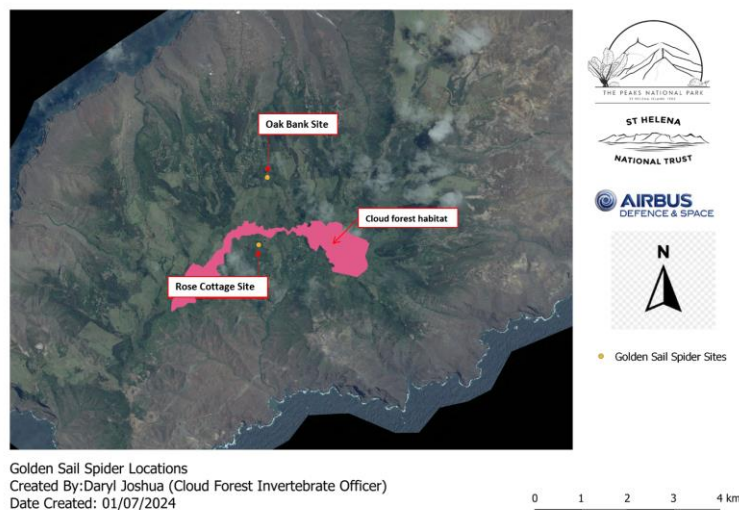 Oak Bank Site
Cloud forest habitat
Rose Cottage Site
THE PEAKS NATIONAL PARK
ST HELENA
NATIONAL TRUST
AIRBUS
DEFENCE & SPACE
N
Golden Sail Spider Sites
Golden Sail Spider Locations
Created By:Daryl Joshua (Cloud Forest Invertebrate Officer)
Date Created: 01/07/2024
0 1 2 3 4 km